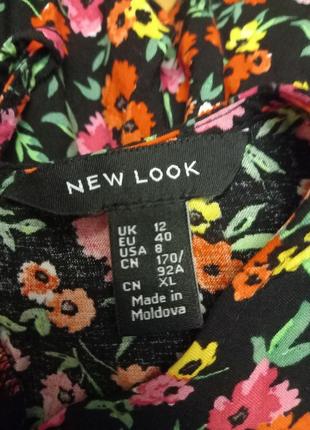 NEW LOOK
UK 12
EU 40
USA 8
CN 170/
92A
CN XL
Made in
Moldova